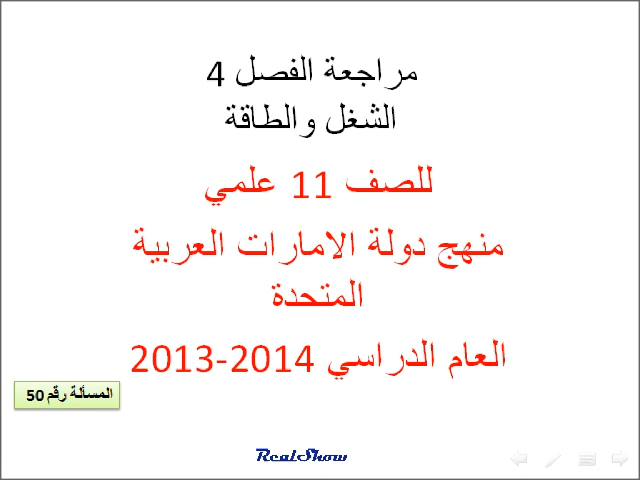 مراجعة الفصل 4
الشغل والطاقة
للصف 11 علمي
منهج دولة الامارات العربية
المتحدة
العام الدراسي 2014-2013
المسألة رقم 50
RealShow